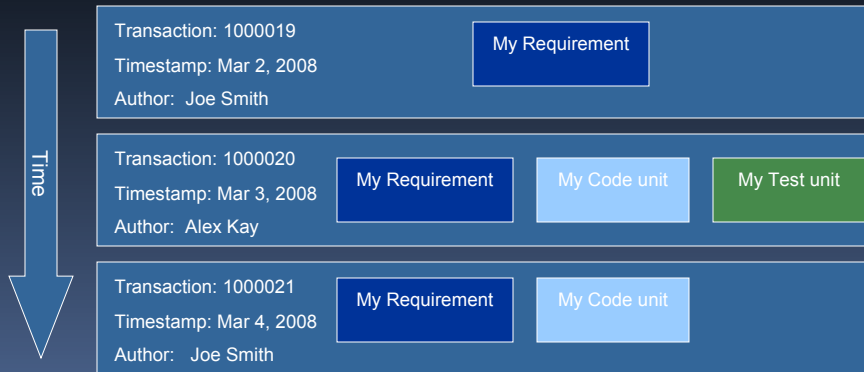 Time
Transaction: 1000019
Timestamp: Mar 2, 2008
Author: Joe Smith
My Requirement
Transaction: 1000020
Timestamp: Mar 3, 2008
Author: Alex Kay
My Requirement
My Code unit
My Test unit
Transaction: 1000021
Timestamp: Mar 4, 2008
Author: Joe Smith
My Requirement
My Code unit